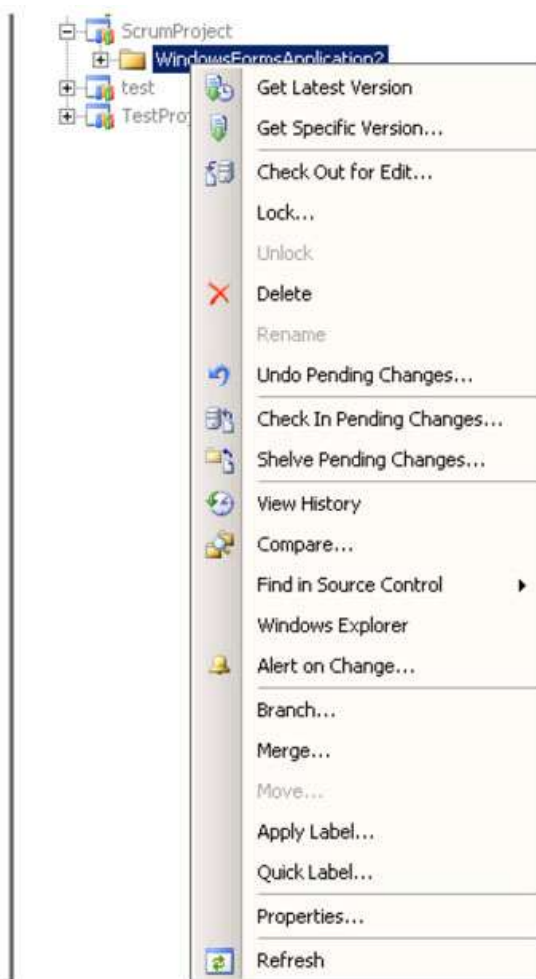 ScrumProject
WindowsFormsApplication2
test
TestProj
Get Latest Version
Get Specific Version...
Check Out for Edit...
Lock...
Unlock
Delete
Rename
Undo Pending Changes...
Check In Pending Changes...
Shelve Pending Changes...
View History
Compare...
Find in Source Control
Windows Explorer
Alert on Change...
Branch...
Merge...
Move...
Apply Label...
Quick Label...
Properties...
Refresh